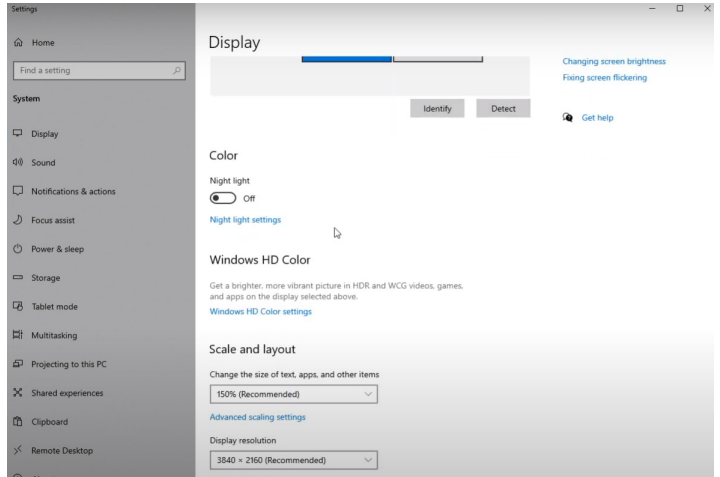 Settings
Home
Find a setting
System
Display
Sound
Notifications & actions
Focus assist
Power & sleep
Storage
Tablet mode
Multitasking
Projecting to this PC
Shared experiences
Clipboard
Remote Desktop
Display
Identify
Detect
Color
Night light
Off
Night light settings
Windows HD Color
Get a brighter, more vibrant picture in HDR and WCG videos, games,
and apps on the display selected above.
Windows HD Color settings
Scale and layout
Change the size of text, apps, and other items
150% (Recommended)
Advanced scaling settings
Display resolution
3840 × 2160 (Recommended)
Changing screen brightness
Fixing screen flickering
Get help